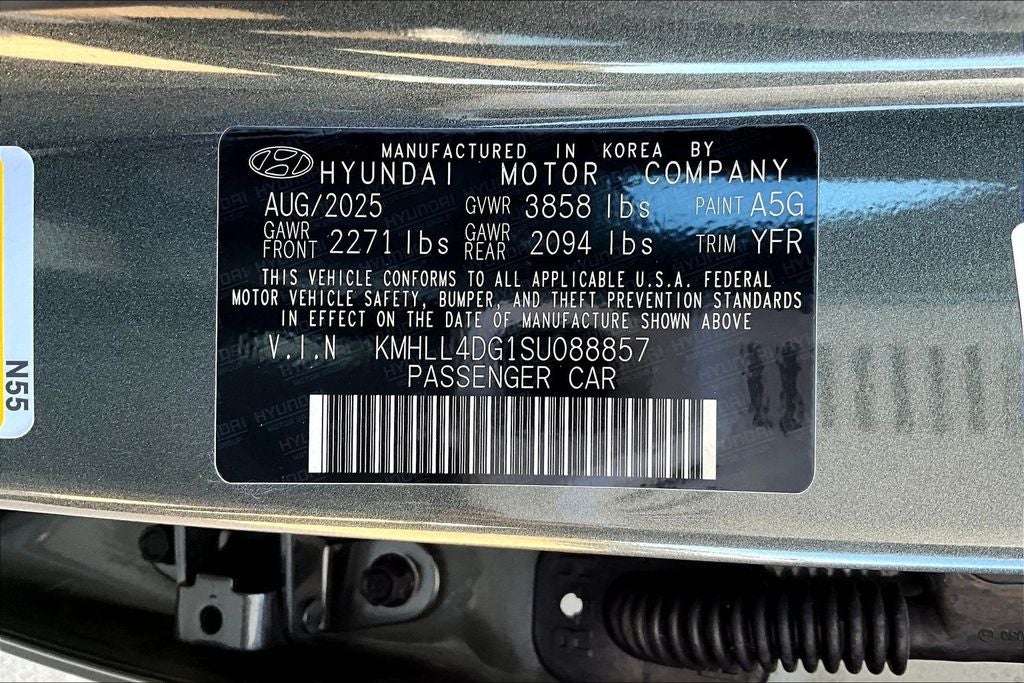 MANUFACTURED IN KOREA BY
HYUNDAI MOTOR COMPANY
AUG/2025 GVWR 3858 lbs PAINT A5G
GAWR FRONT 2271 lbs GAWR REAR 2094 lbs TRIM YFR
THIS VEHICLE CONFORMS TO ALL APPLICABLE U.S.A. FEDERAL
MOTOR VEHICLE SAFETY, BUMPER, AND THEFT PREVENTION STANDARDS
IN EFFECT ON THE DATE OF MANUFACTURE SHOWN ABOVE
V.I.N KMHLL4DG1SU088857
PASSENGER CAR
N55